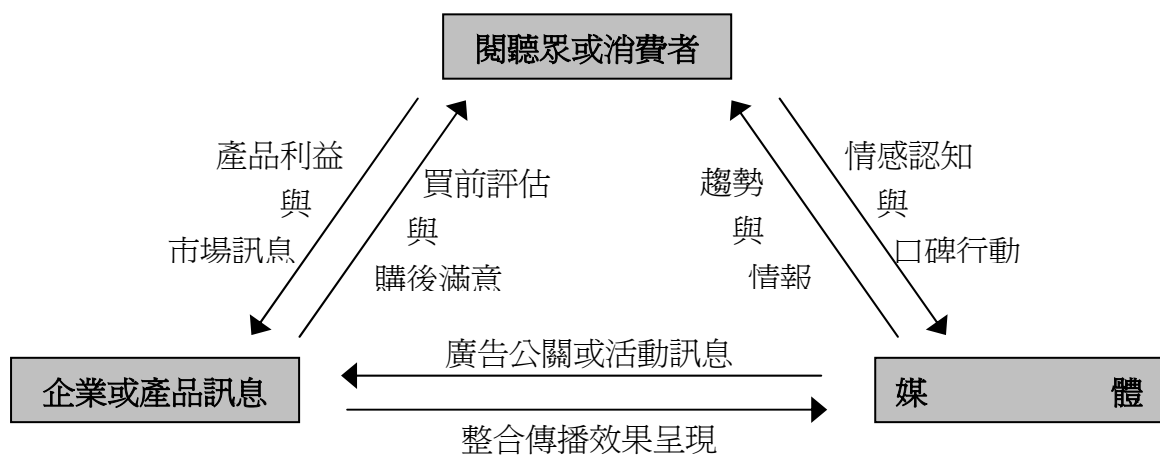 閱聽眾或消費者
產品利益
與
市場訊息
買前評估
與
購後滿意
趨勢
與
情報
情感認知
與
口碑行動
廣告公關或活動訊息
企業或產品訊息
媒 體
整合傳播效果呈現